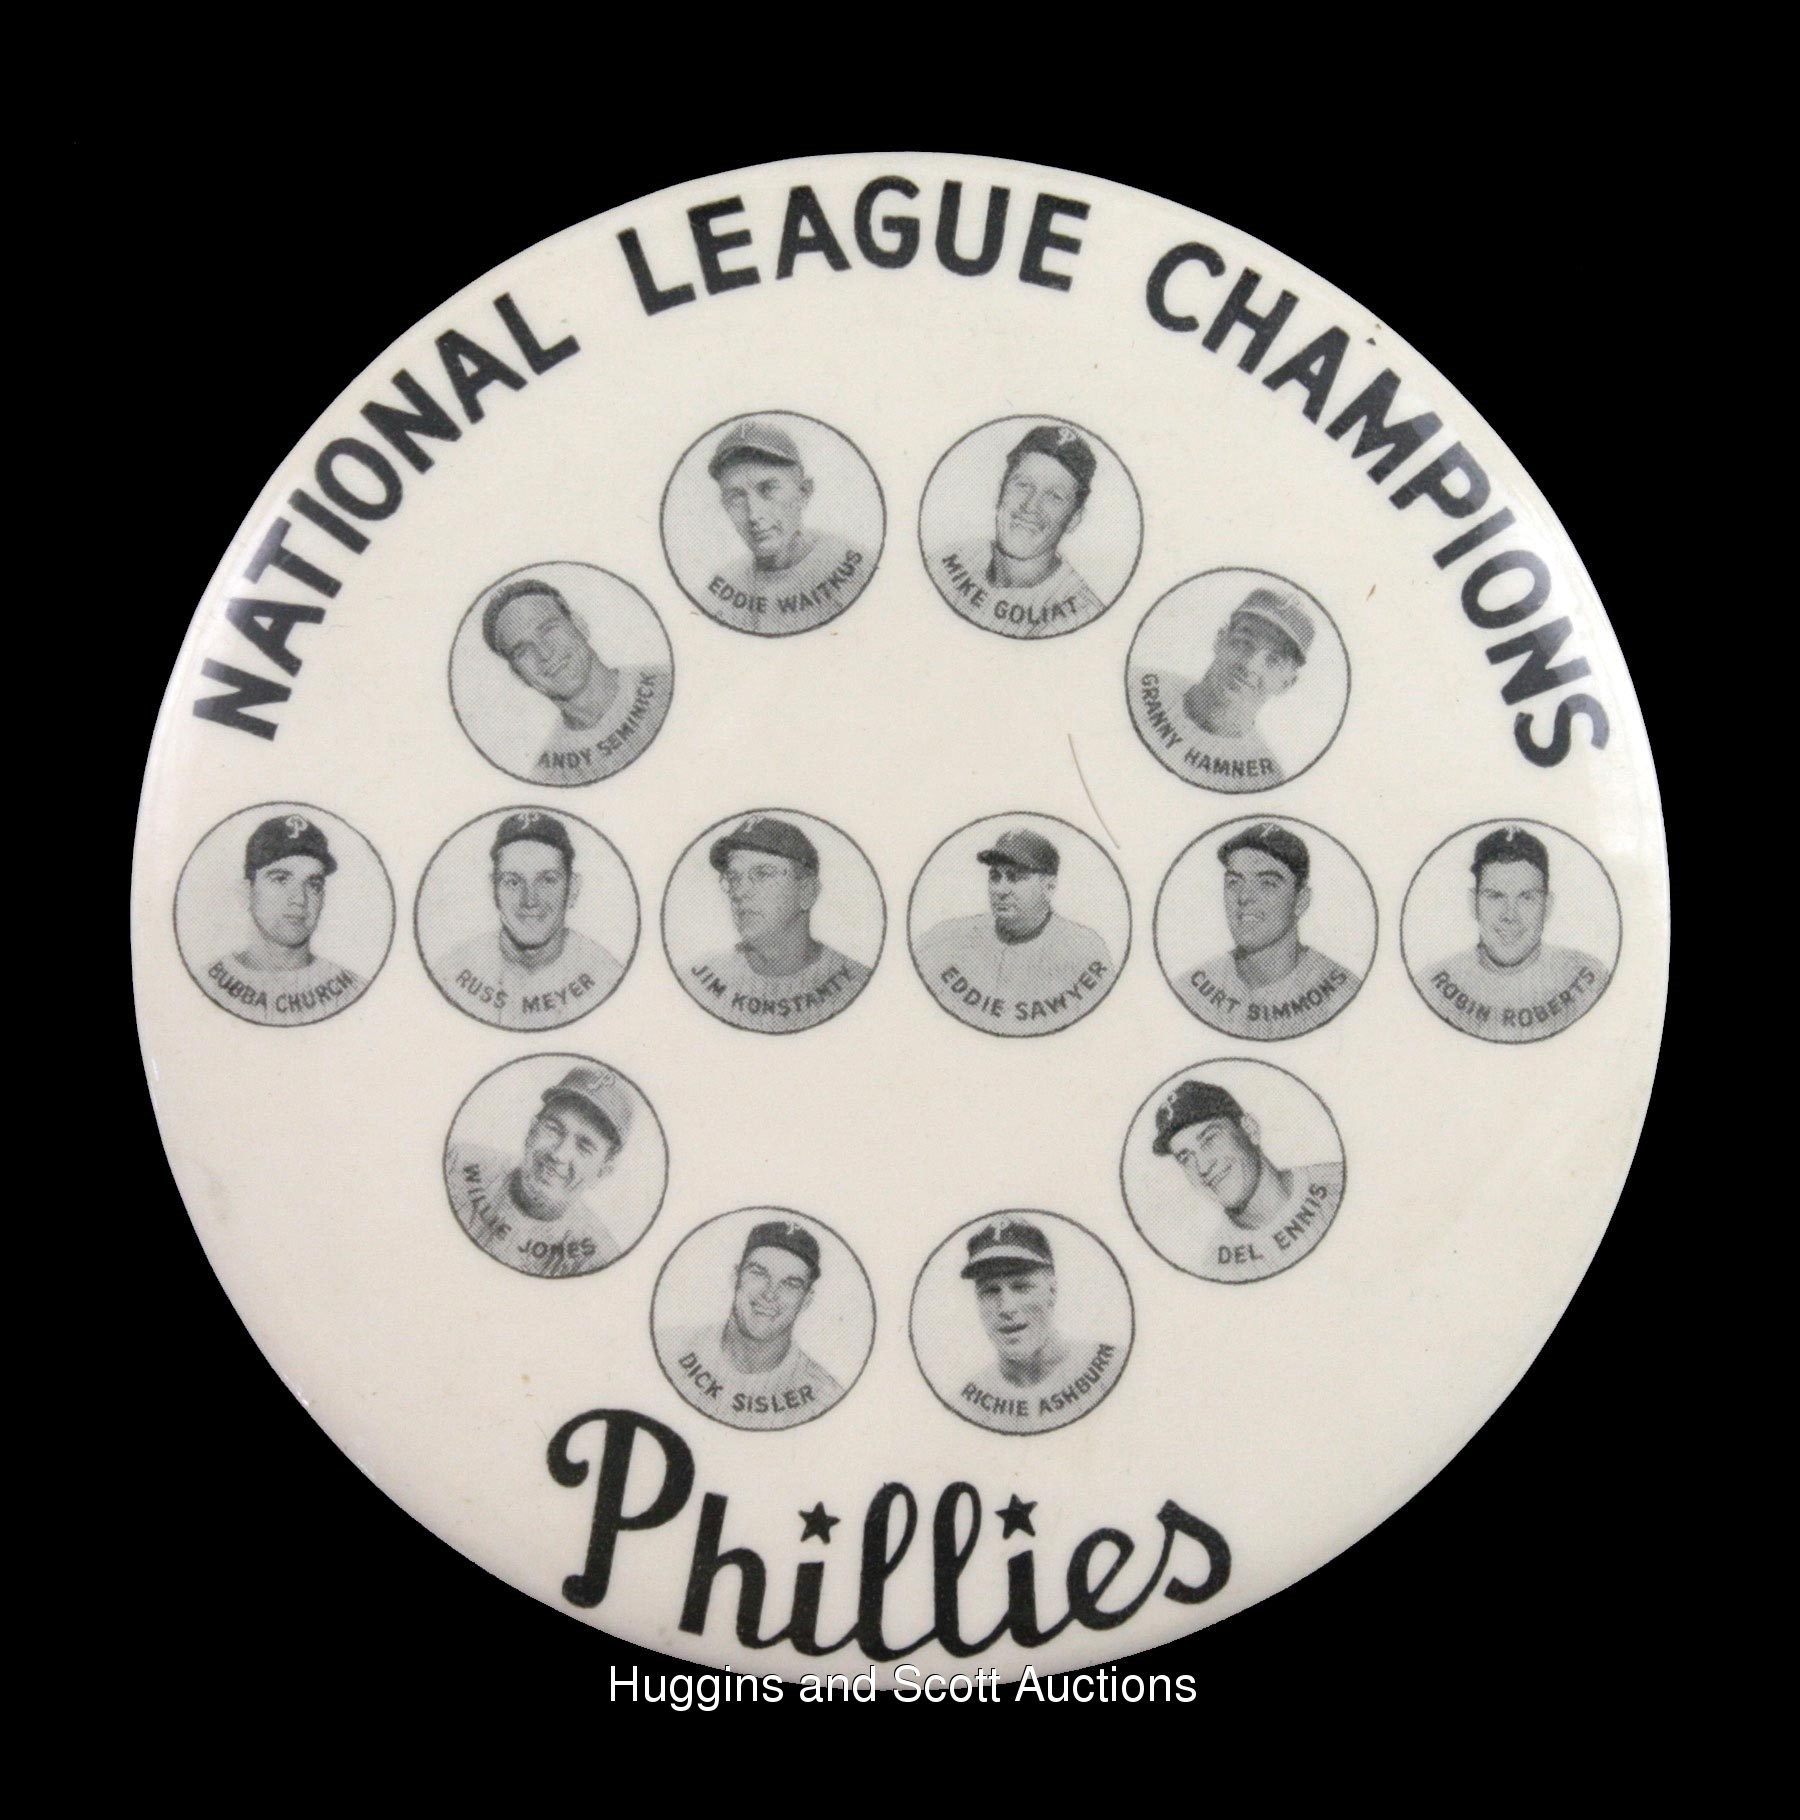 NATIONAL LEAGUE CHAMPIONS
EDDIE WAITKUS
MIKE GOLIAT
ANDY SEMINICK
GRANNY HAMNER
BUBBA CHURCH
RUSS MEYER
JIM KONSTANTY
EDDIE SAWYER
CURT SIMMONS
ROBIN ROBERTS
WILLIE JONES
DEL ENNIS
DICK SISLER
RICHIE ASHBURN
Phillies
Huggins and Scott Auctions